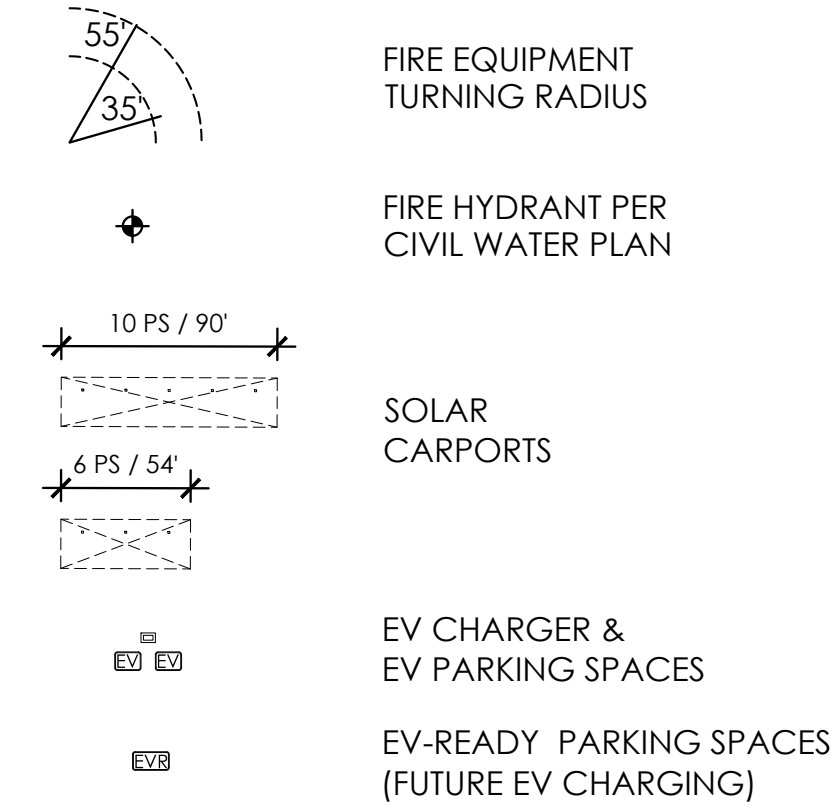 55'
35'
FIRE EQUIPMENT
TURNING RADIUS
FIRE HYDRANT PER
CIVIL WATER PLAN
10 PS / 90'
SOLAR
CARPORTS
6 PS / 54'
EV EV
EV CHARGER &
EV PARKING SPACES
EVR
EV-READY PARKING SPACES
(FUTURE EV CHARGING)